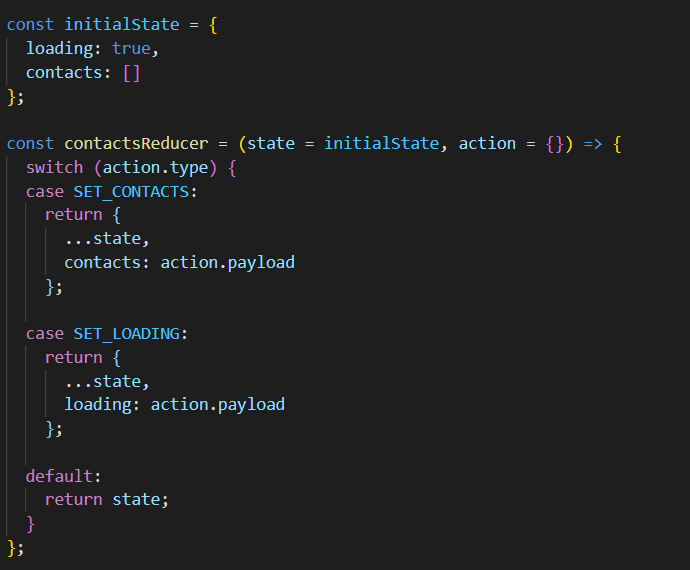 const initialState = {
  loading: true,
  contacts: []
};

const contactsReducer = (state = initialState, action = {}) => {
  switch (action.type) {
  case SET_CONTACTS:
    return {
      ...state,
      contacts: action.payload
    };

  case SET_LOADING:
    return {
      ...state,
      loading: action.payload
    };

  default:
    return state;
  }
};